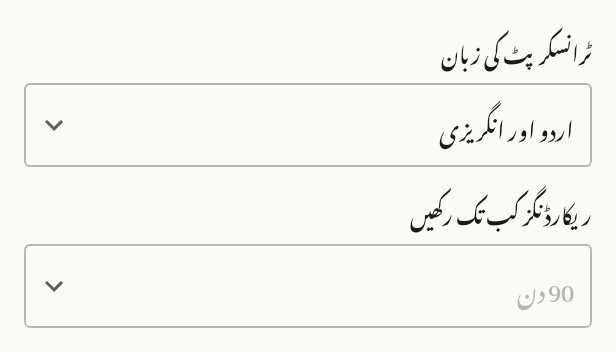 ٹرانسکرپٹ کی زبان
اردو اور انگریزی
ریکارڈنگز کب تک رکھیں
90 دن